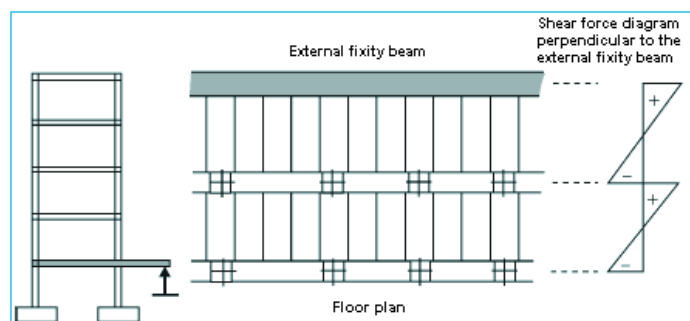 Shear force diagram
perpendicular to the
external fixity beam
External fixity beam
+
−
+
−
Floor plan